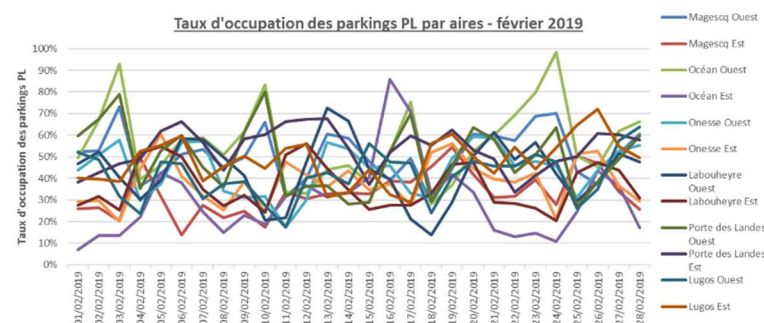 Taux d'occupation des parkings PL par aires - février 2019
Taux d'occupation des parkings PL
100%
90%
80%
70%
60%
50%
40%
30%
20%
10%
0%
01/02/2019
02/02/2019
03/02/2019
04/02/2019
05/02/2019
06/02/2019
07/02/2019
08/02/2019
09/02/2019
10/02/2019
11/02/2019
12/02/2019
13/02/2019
14/02/2019
15/02/2019
16/02/2019
17/02/2019
18/02/2019
19/02/2019
20/02/2019
21/02/2019
22/02/2019
23/02/2019
24/02/2019
25/02/2019
26/02/2019
27/02/2019
28/02/2019
Magescq Ouest
Magescq Est
Océan Ouest
Océan Est
Onesse Ouest
Onesse Est
Labouheyre
Ouest
Labouheyre Est
Porte des Landes
Ouest
Porte des Landes
Est
Lugos Ouest
Lugos Est